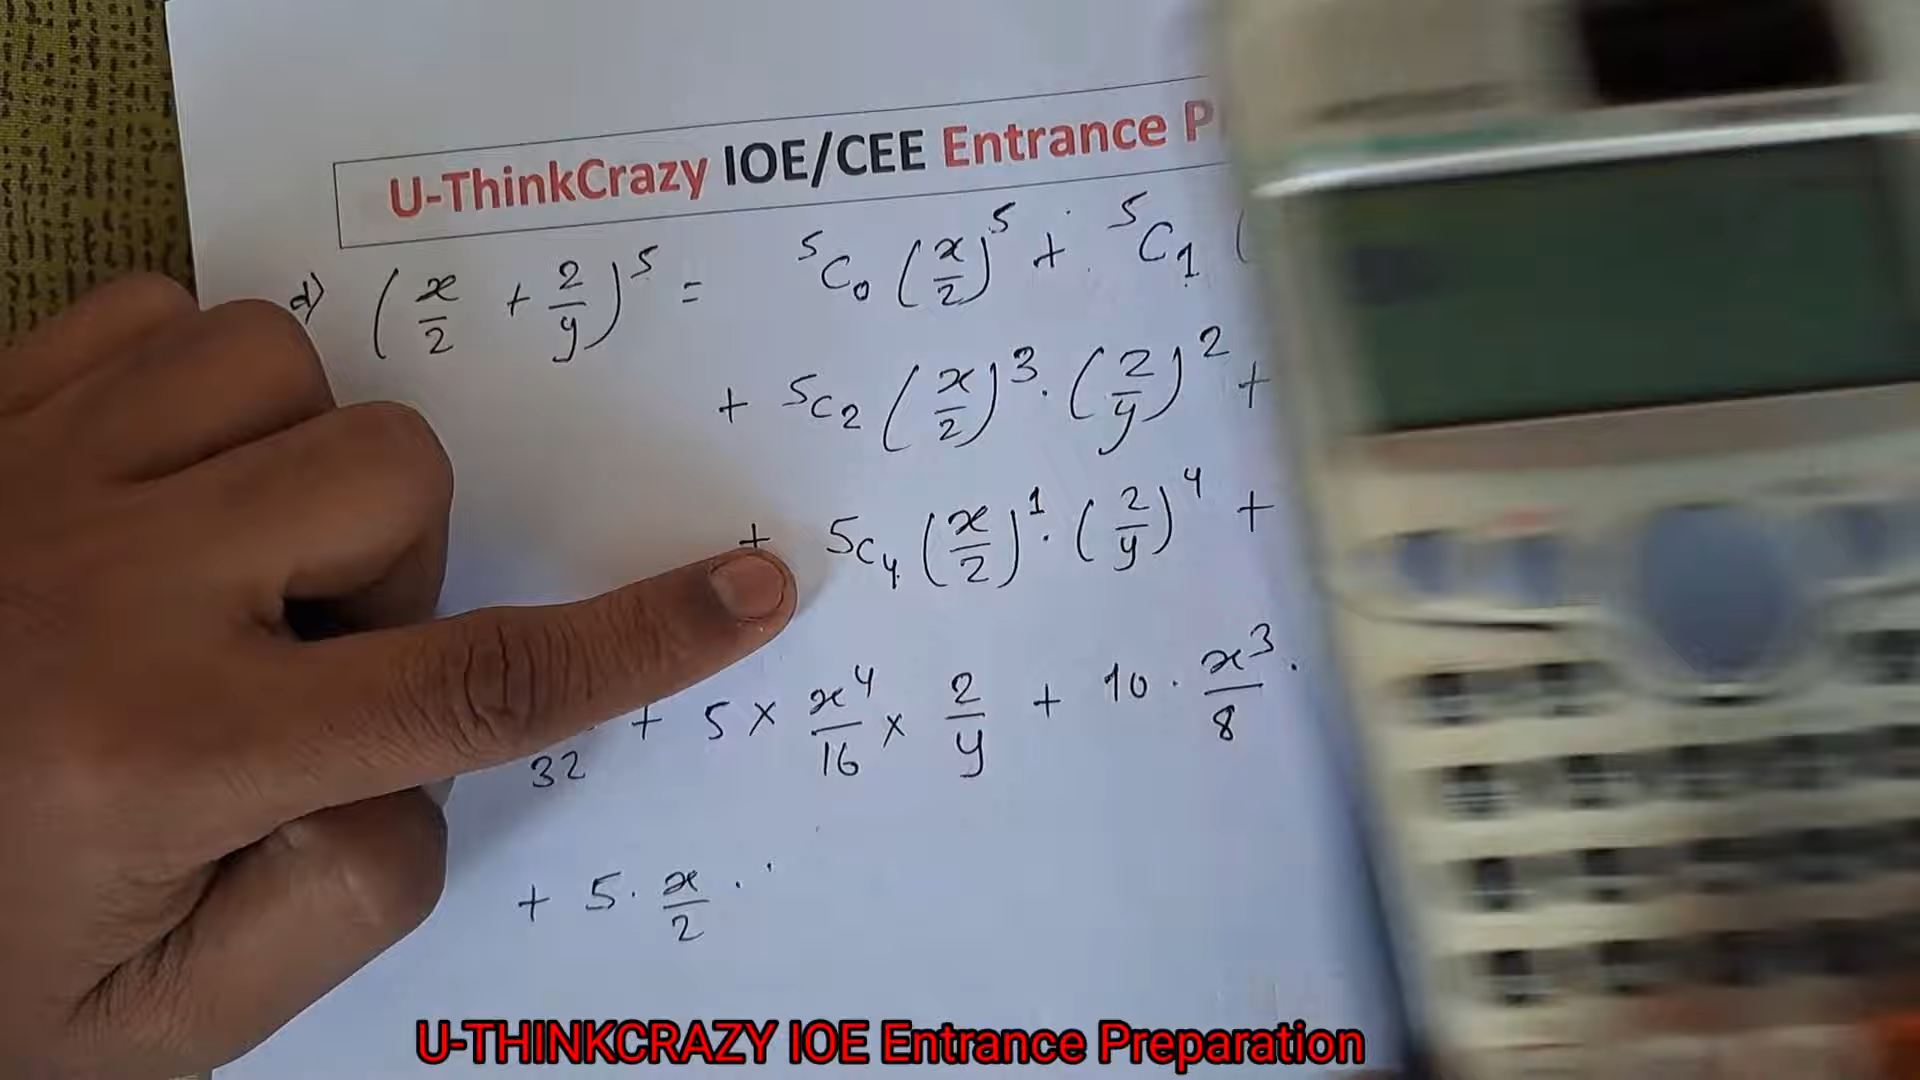 U-ThinkCrazy IOE/CEE Entrance P
d) (x/2 + 2/y)^5 = 5C0 (x/2)^5 + 5C1 (
+ 5C2 (x/2)^3 · (2/y)^2 +
+ 5C4 (x/2)^1 · (2/y)^4 +
32 + 5 × x^4/16 × 2/y + 10 · x^3/8 ·
+ 5 · x/2 · ·
U-THINKCRAZY IOE Entrance Preparation